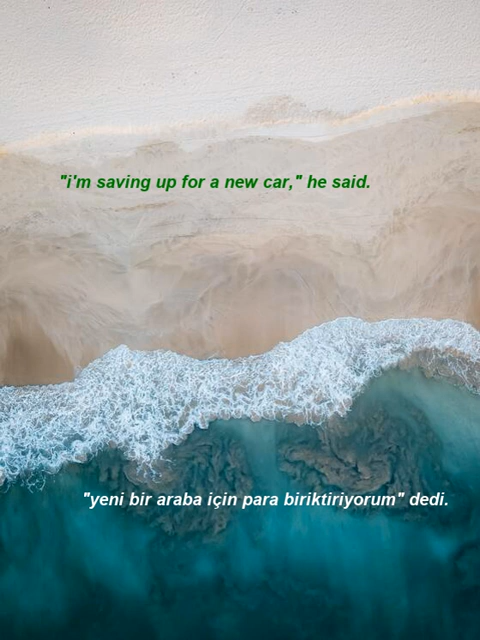 "i'm saving up for a new car," he said.
"yeni bir araba için para biriktiriyorum" dedi.